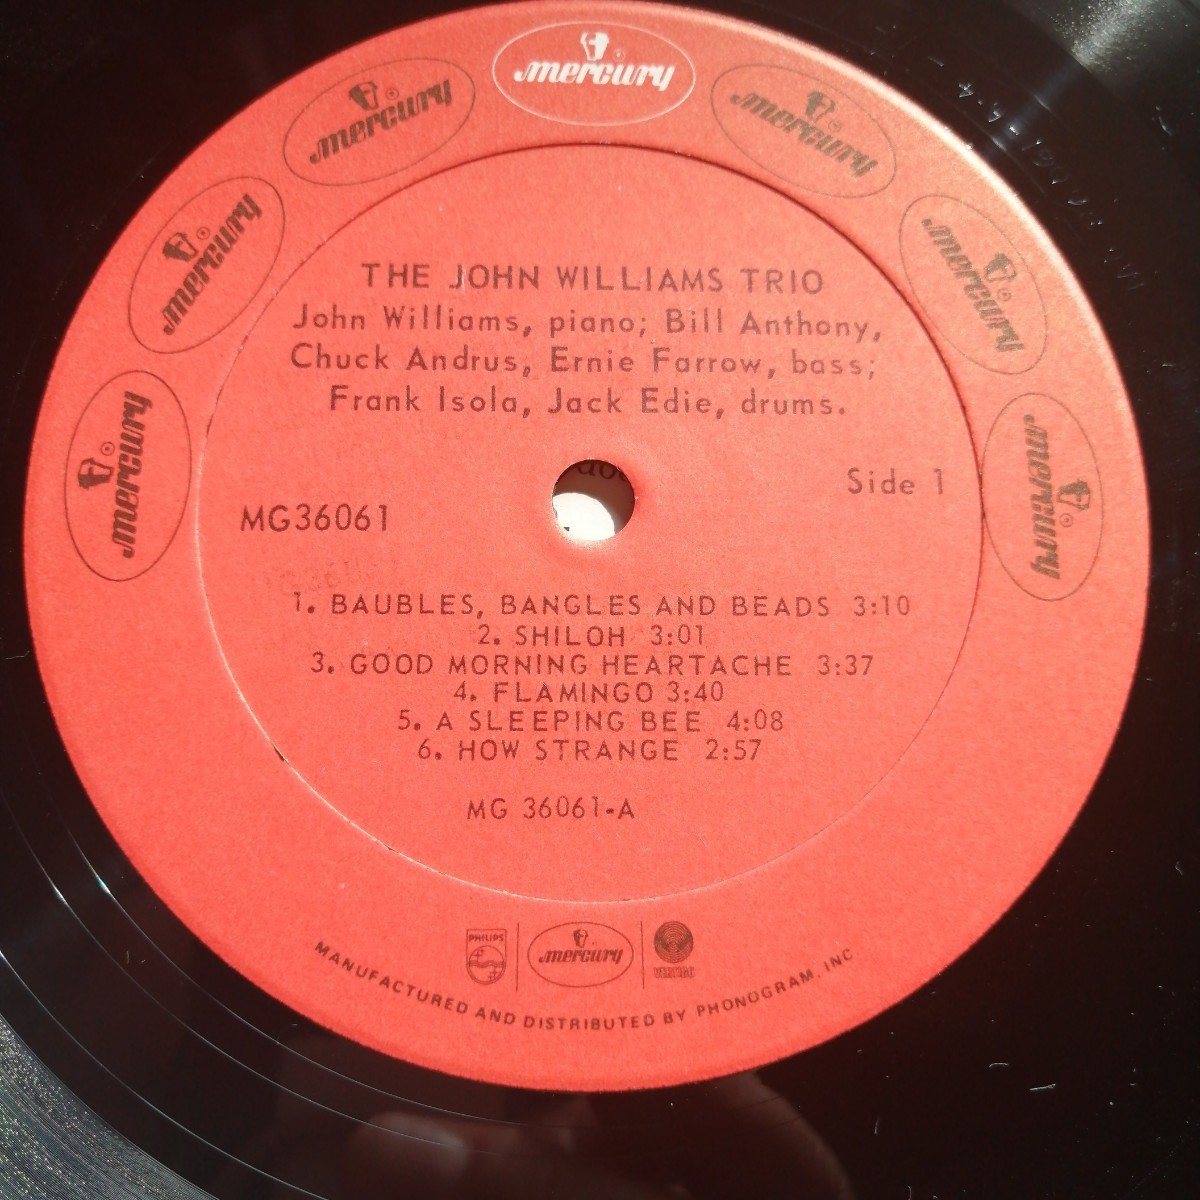 mercury
mercury
mercury
mercury
mercury
mercury
mercury
THE JOHN WILLIAMS TRIO
John Williams, piano; Bill Anthony,
Chuck Andrus, Ernie Farrow, bass;
Frank Isola, Jack Edie, drums.
Side 1
MG36061
1. BAUBLES, BANGLES AND BEADS 3:10
2. SHILOH 3:01
3. GOOD MORNING HEARTACHE 3:37
4. FLAMINGO 3:40
5. A SLEEPING BEE 4:08
6. HOW STRANGE 2:57
MG 36061-A
PHILIPS
mercury
VERTIGO
MANUFACTURED AND DISTRIBUTED BY PHONOGRAM, INC.